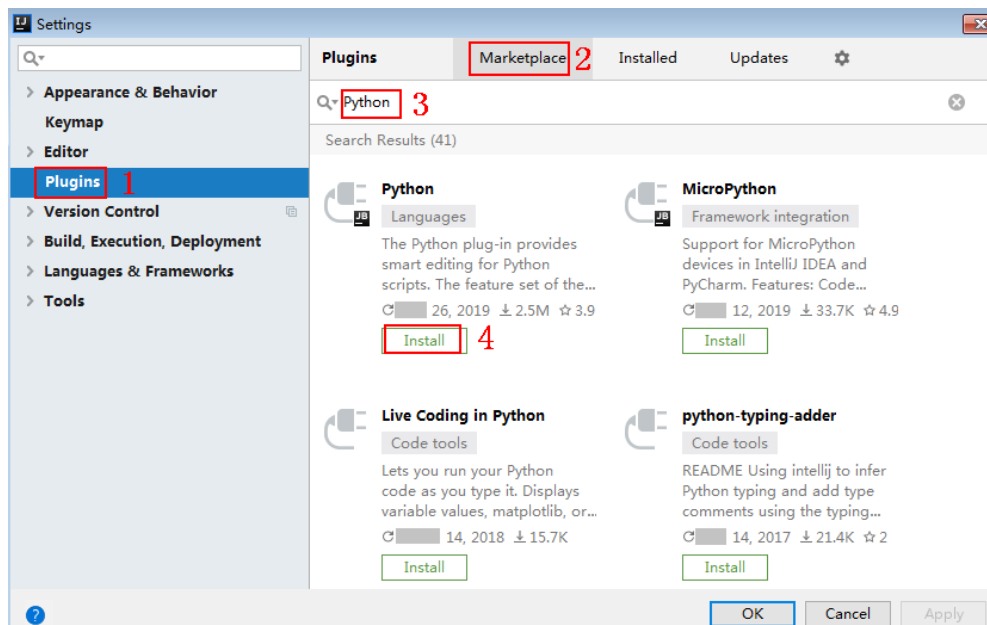 Settings
Appearance & Behavior
Keymap
Editor
Plugins
1
Version Control
Build, Execution, Deployment
Languages & Frameworks
Tools
Plugins Marketplace 2 Installed Updates
Python 3
Search Results (41)
Python
Languages
The Python plug-in provides
smart editing for Python
scripts. The feature set of the...
26, 2019 2.5M 3.9
Install 4
MicroPython
Framework integration
Support for MicroPython
devices in IntelliJ IDEA and
PyCharm. Features: Code...
12, 2019 33.7K 4.9
Install
Live Coding in Python
Code tools
Lets you run your Python
code as you type it. Displays
variable values, matplotlib, or...
14, 2018 15.7K
Install
python-typing-adder
Code tools
README Using intellij to infer
Python typing and add type
comments using the typing...
14, 2017 21.4K 2
Install
?
OK Cancel Apply